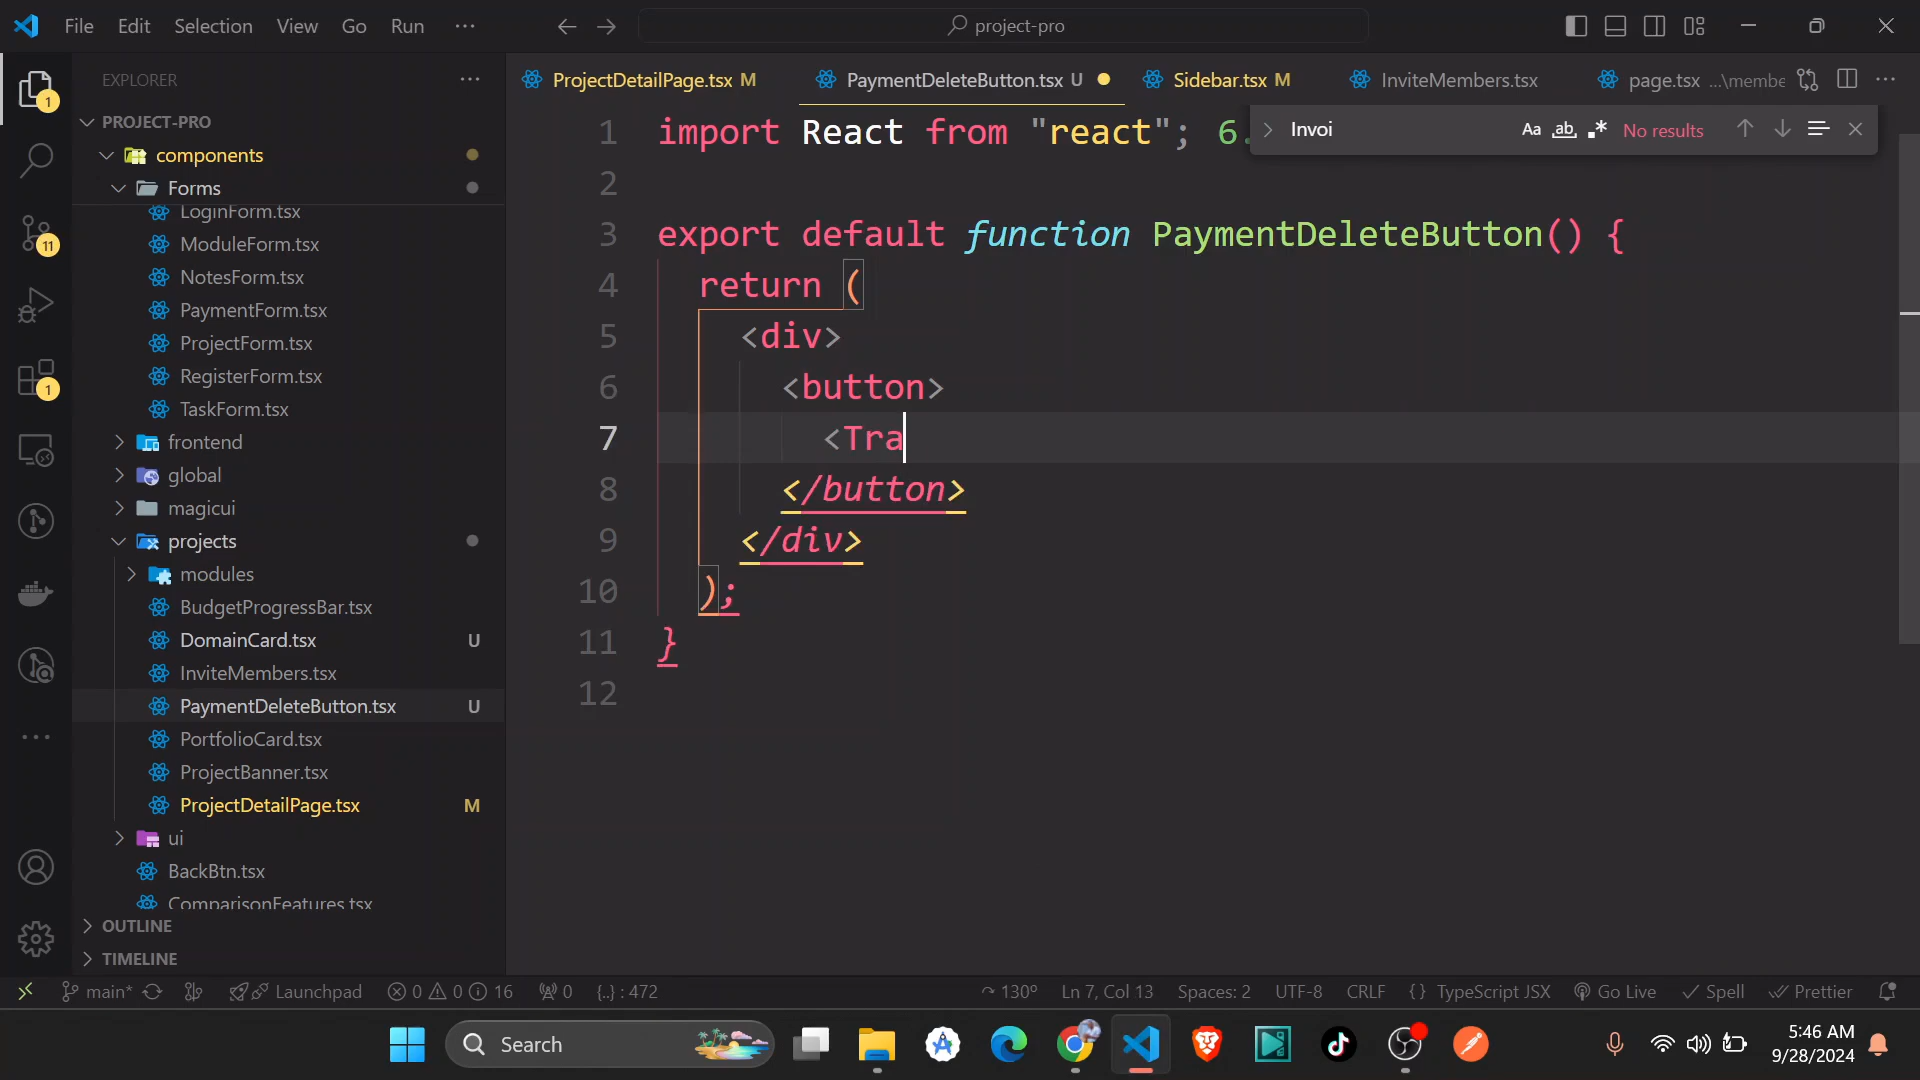 File Edit Selection View Go Run ··· project-pro
EXPLORER ···
PROJECT-PRO
components
Forms
LoginForm.tsx
ModuleForm.tsx
NotesForm.tsx
PaymentForm.tsx
ProjectForm.tsx
RegisterForm.tsx
TaskForm.tsx
frontend
global
magicui
projects
modules
BudgetProgressBar.tsx
DomainCard.tsx U
InviteMembers.tsx
PaymentDeleteButton.tsx U
PortfolioCard.tsx
ProjectBanner.tsx
ProjectDetailPage.tsx M
ui
BackBtn.tsx
ComparisonFeatures.tsx
OUTLINE
TIMELINE
1
11
1
ProjectDetailPage.tsx M PaymentDeleteButton.tsx U Sidebar.tsx M InviteMembers.tsx page.tsx ...\membe ···
Invoi Aa ab .* No results
1 import React from "react"; 6.
2
3 export default function PaymentDeleteButton() {
4 return (
5 <div>
6 <button>
7 <Tra
8 </button>
9 </div>
10 );
11 }
12
main* Launchpad 0 0 16 0 {..} : 472 130° Ln 7, Col 13 Spaces: 2 UTF-8 CRLF {} TypeScript JSX Go Live Spell Prettier
Search
5:46 AM
9/28/2024